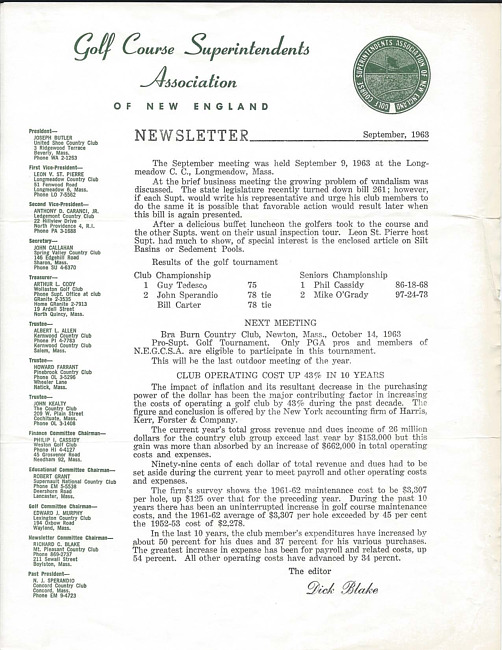 Golf Course Superintendents
Association
OF NEW ENGLAND
GOLF COURSE SUPERINTENDENTS ASSOCIATION OF NEW ENGLAND
NEWSLETTER
September, 1963
President—
JOSEPH BUTLER
United Shoe Country Club
3 Ridgewood Terrace
Beverly, Mass.
Phone WA 2-1263
First Vice-President—
LEON V. ST. PIERRE
Longmeadow Country Club
51 Fenwood Road
Longmeadow 6, Mass.
Phone LO 7-5562
Second Vice-President—
ANTHONY D. CARANCI, JR.
Ledgemont Country Club
22 Hillview Drive
North Providence 4, R.I.
Phone PA 3-1688
Secretary—
JOHN CALLAHAN
Spring Valley Country Club
146 Edgehill Road
Sharon, Mass.
Phone SU 4-6370
Treasurer—
ARTHUR L. CODY
Wollaston Golf Club
Phone Supt. Office at club
GRanite 2-3535
Home GRanite 2-7913
19 Ardell Street
North Quincy, Mass.
Trustee—
ALBERT L. ALLEN
Kernwood Country Club
Phone PI 4-7783
Kernwood Country Club
Salem, Mass.
Trustee—
HOWARD FARRANT
Pinebrook Country Club
Phone OL 3-5296
Wheeler Lane
Natick, Mass.
Trustee—
JOHN KEALTY
The Country Club
209 W. Plain Street
Cochituate, Mass.
Phone OL 3-1408
Finance Committee Chairman—
PHILIP I. CASSIDY
Weston Golf Club
Phone HI 4-4127
45 Grosvenor Road
Needham 92, Mass.
Educational Committee Chairman—
ROBERT GRANT
Supernault National Country Club
Phone EM 5-5538
Deershorn Road
Lancaster, Mass.
Golf Committee Chairman—
EDWARD J. MURPHY
Lexington Country Club
194 Oxbow Road
Wayland, Mass.
Newsletter Committee Chairman—
RICHARD C. BLAKE
Mt. Pleasant Country Club
Phone 869-2737
211 Sewall Street
Boylston, Mass.
Past President—
N. J. SPERANDIO
Concord Country Club
Concord, Mass.
Phone EM 9-4723
The September meeting was held September 9, 1963 at the Long-
meadow C. C., Longmeadow, Mass.
At the brief business meeting the growing problem of vandalism was
discussed. The state legislature recently turned down bill 261; however,
if each Supt. would write his representative and urge his club members to
do the same it is possible that favorable action would result later when
this bill is again presented.
After a delicious buffet luncheon the golfers took to the course and
the other Supts. went on their usual inspection tour. Leon St. Pierre host
Supt. had much to show, of special interest is the enclosed article on Silt
Basins or Sedement Pools.
Results of the golf tournament
Club Championship
1 Guy Tedesco 75
2 John Sperandio 78 tie
Bill Carter 78 tie
Seniors Championship
1 Phil Cassidy 86-18-68
2 Mike O'Grady 97-24-73
NEXT MEETING
Bra Burn Country Club, Newton, Mass., October 14, 1963
Pro-Supt. Golf Tournament. Only PGA pros and members of
N.E.G.C.S.A. are eligible to participate in this tournament.
This will be the last outdoor meeting of the year.
CLUB OPERATING COST UP 43% IN 10 YEARS
The impact of inflation and its resultant decrease in the purchasing
power of the dollar has been the major contributing factor in increasing
the costs of operating a golf club by 43% during the past decade. The
figure and conclusion is offered by the New York accounting firm of Harris,
Kerr, Forster & Company.
The current year's total gross revenue and dues income of 26 million
dollars for the country club group exceed last year by $153,000 but this
gain was more than absorbed by an increase of $662,000 in total operating
costs and expenses.
Ninety-nine cents of each dollar of total revenue and dues had to be
set aside during the current year to meet payroll and other operating costs
and expenses.
The firm's survey shows the 1961-62 maintenance cost to be $3,307
per hole, up $125 over that for the preceding year. During the past 10
years there has been an uninterrupted increase in golf course maintenance
costs, and the 1961-62 average of $3,307 per hole exceeded by 45 per cent
the 1952-53 cost of $2,278.
In the last 10 years, the club member's expenditures have increased by
about 50 percent for his dues and 37 percent for his various purchases.
The greatest increase in expense has been for payroll and related costs, up
54 percent. All other operating costs have advanced by 34 percent.
The editor
Dick Blake